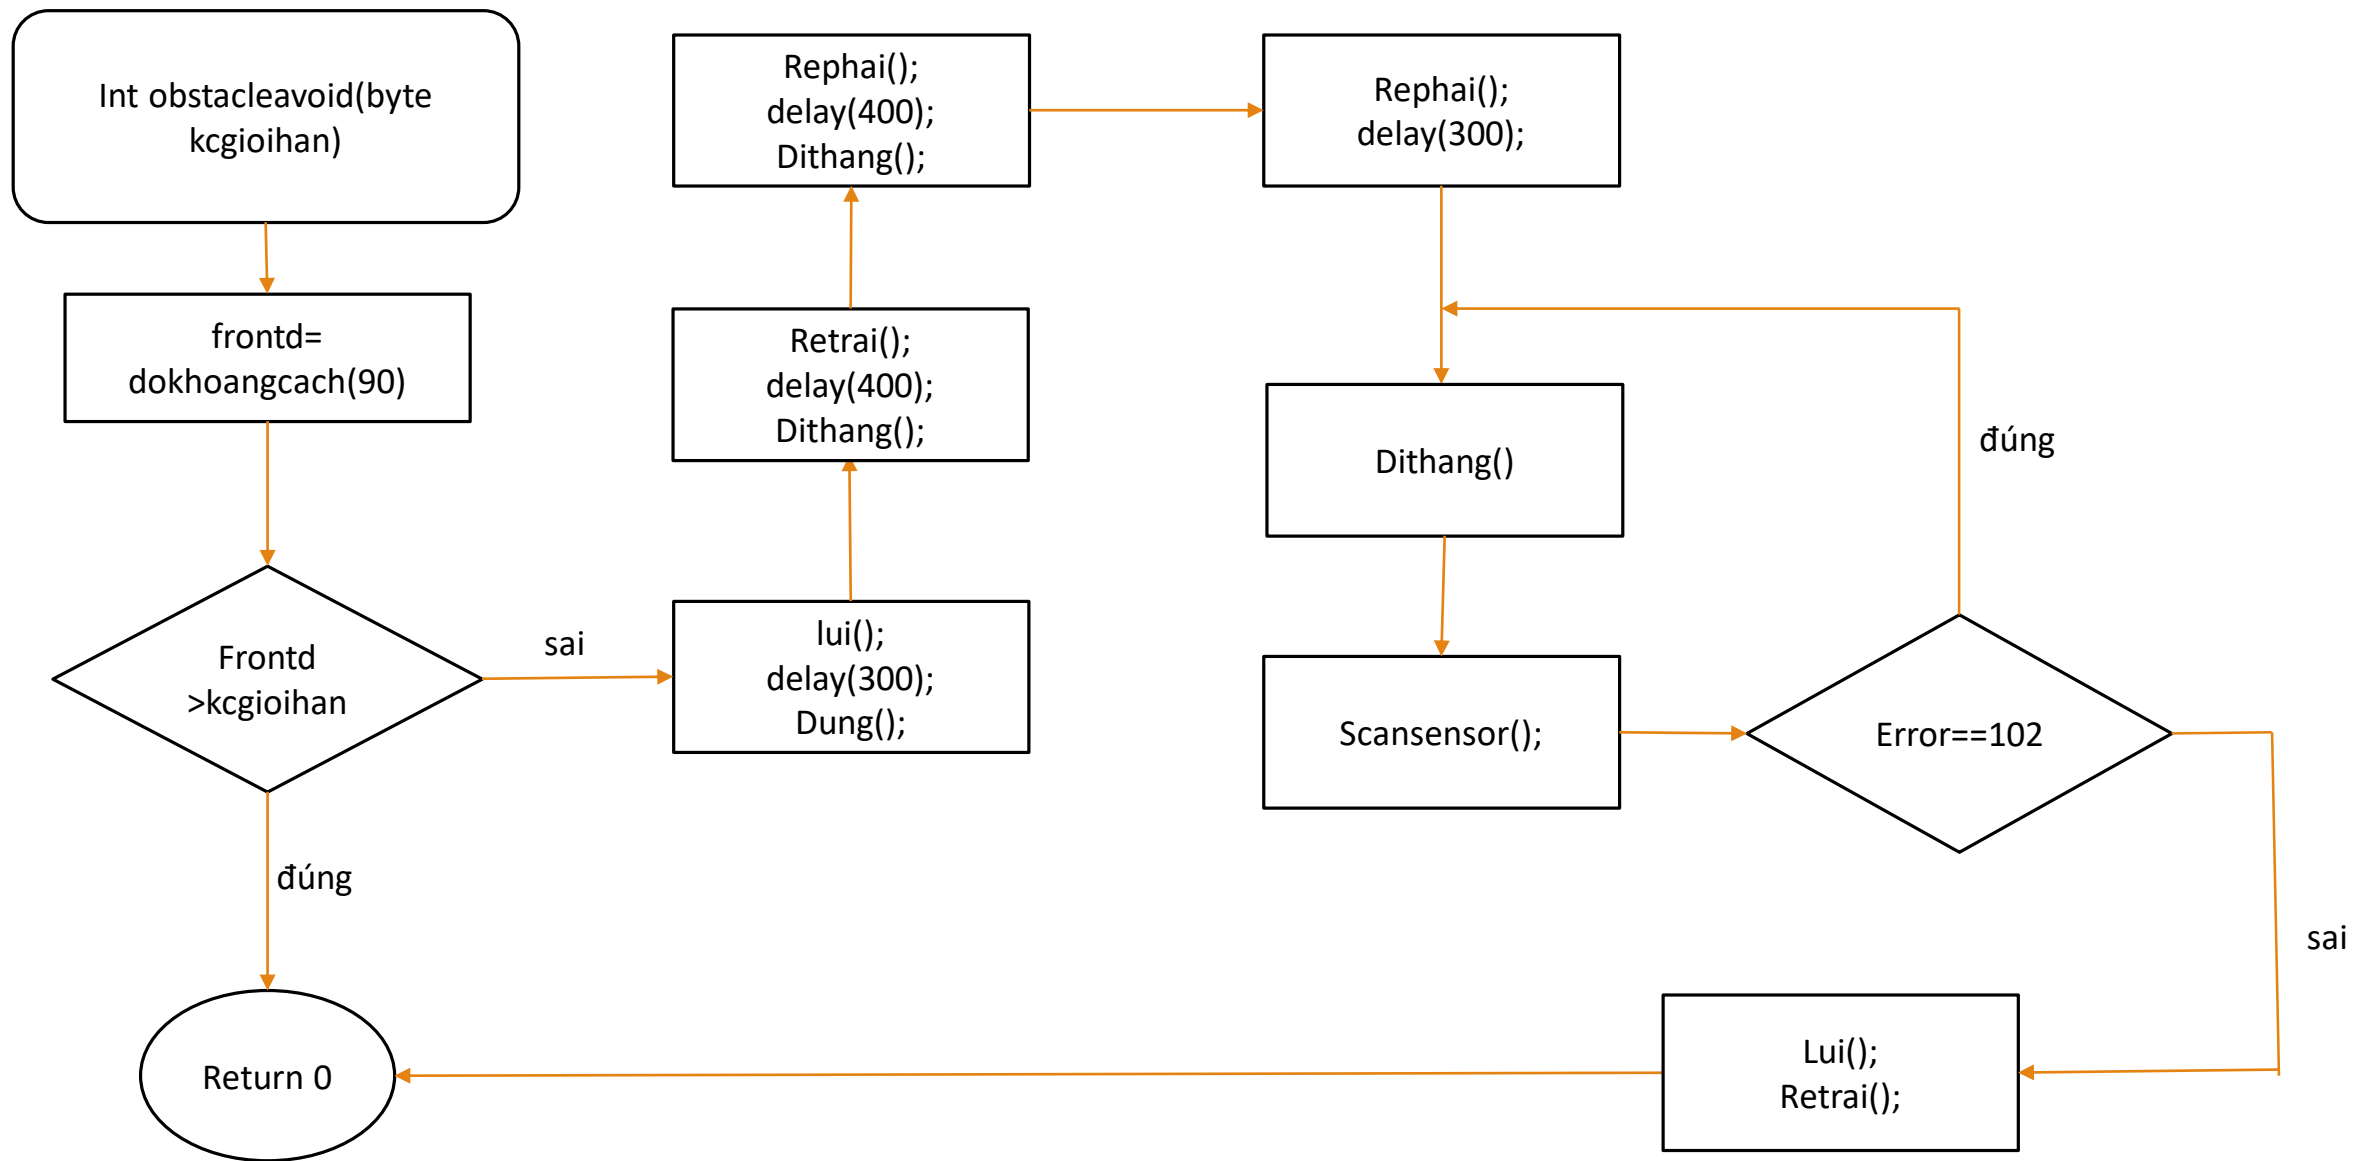 Int obstacleavoid(byte
kcgioihan)
frontd=
dokhoangcach(90)
Frontd
>kcgioihan
đúng
Return 0
sai
lui();
delay(300);
Dung();
Retrai();
delay(400);
Dithang();
Rephai();
delay(400);
Dithang();
Rephai();
delay(300);
Dithang()
Scansensor();
Error==102
đúng
sai
Lui();
Retrai();